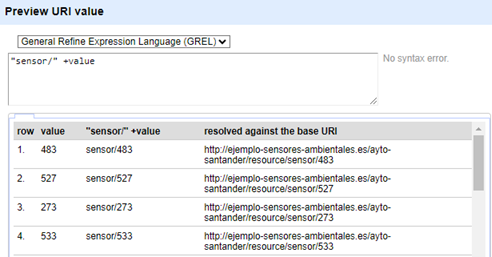 Preview URI value
General Refine Expression Language (GREL)
"sensor/" +value
No syntax error.
row value "sensor/" +value resolved against the base URI
1. 483 sensor/483 http://ejemplo-sensores-ambientales.es/ayto-
santander/resource/sensor/483
2. 527 sensor/527 http://ejemplo-sensores-ambientales.es/ayto-
santander/resource/sensor/527
3. 273 sensor/273 http://ejemplo-sensores-ambientales.es/ayto-
santander/resource/sensor/273
4. 533 sensor/533 http://ejemplo-sensores-ambientales.es/ayto-
santander/resource/sensor/533